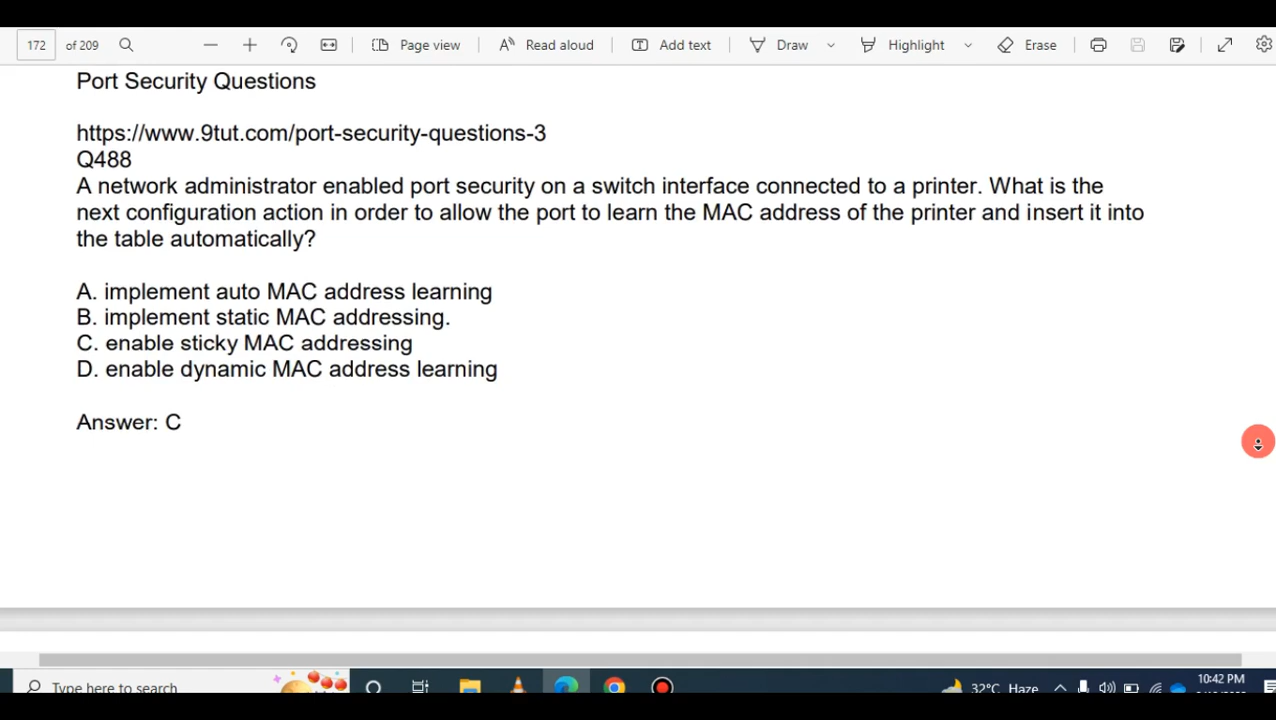 172 of 209 Page view Read aloud Add text Draw Highlight Erase
Port Security Questions
https://www.9tut.com/port-security-questions-3
Q488
A network administrator enabled port security on a switch interface connected to a printer. What is the
next configuration action in order to allow the port to learn the MAC address of the printer and insert it into
the table automatically?
A. implement auto MAC address learning
B. implement static MAC addressing.
C. enable sticky MAC addressing
D. enable dynamic MAC address learning
Answer: C
Type here to search 32°C Haze 10:42 PM